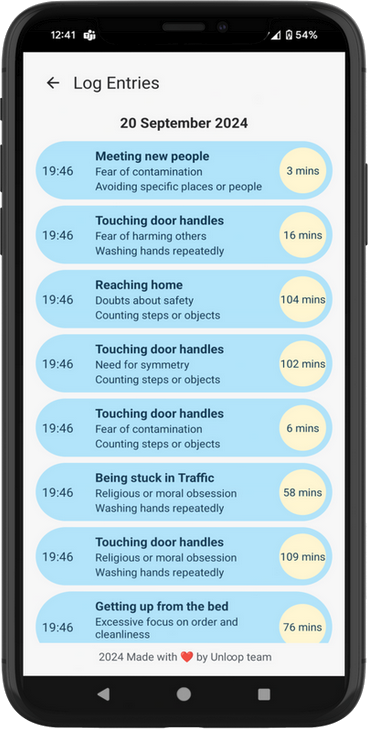 12:41 54%
← Log Entries
20 September 2024
Meeting new people
19:46 Fear of contamination 3 mins
Avoiding specific places or people
Touching door handles
19:46 Fear of harming others 16 mins
Washing hands repeatedly
Reaching home
19:46 Doubts about safety 104 mins
Counting steps or objects
Touching door handles
19:46 Need for symmetry 102 mins
Counting steps or objects
Touching door handles
19:46 Fear of contamination 6 mins
Counting steps or objects
Being stuck in Traffic
19:46 Religious or moral obsession 58 mins
Washing hands repeatedly
Touching door handles
19:46 Religious or moral obsession 109 mins
Washing hands repeatedly
Getting up from the bed
19:46 Excessive focus on order and 76 mins
cleanliness
2024 Made with ❤️ by Unloop team